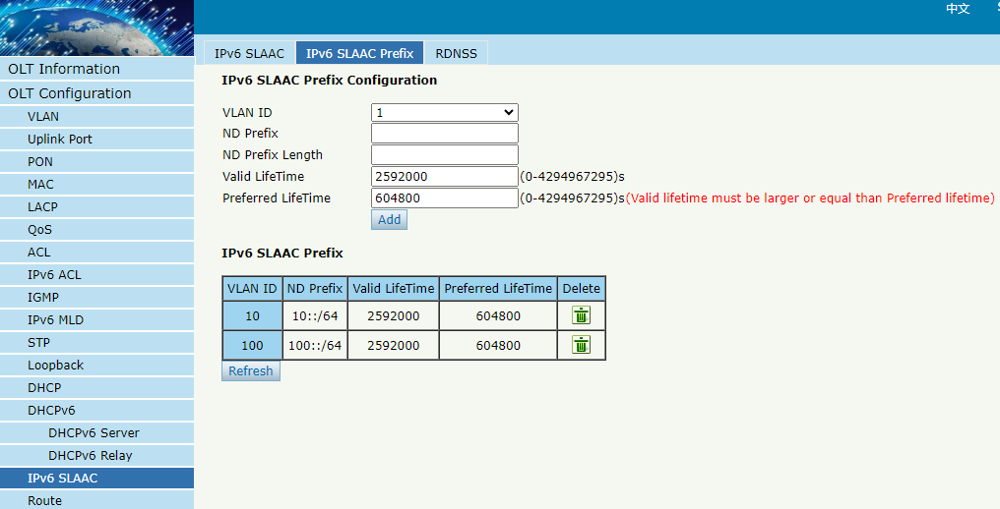 中文
IPv6 SLAAC IPv6 SLAAC Prefix RDNSS
OLT Information
OLT Configuration
VLAN
Uplink Port
PON
MAC
LACP
QoS
ACL
IPv6 ACL
IGMP
IPv6 MLD
STP
Loopback
DHCP
DHCPv6
DHCPv6 Server
DHCPv6 Relay
IPv6 SLAAC
Route
IPv6 SLAAC Prefix Configuration
VLAN ID 1
ND Prefix
ND Prefix Length
Valid LifeTime 2592000 (0-4294967295)s
Preferred LifeTime 604800 (0-4294967295)s(Valid lifetime must be larger or equal than Preferred lifetime)
Add
IPv6 SLAAC Prefix
VLAN ID ND Prefix Valid LifeTime Preferred LifeTime Delete
10 10::/64 2592000 604800
100 100::/64 2592000 604800
Refresh